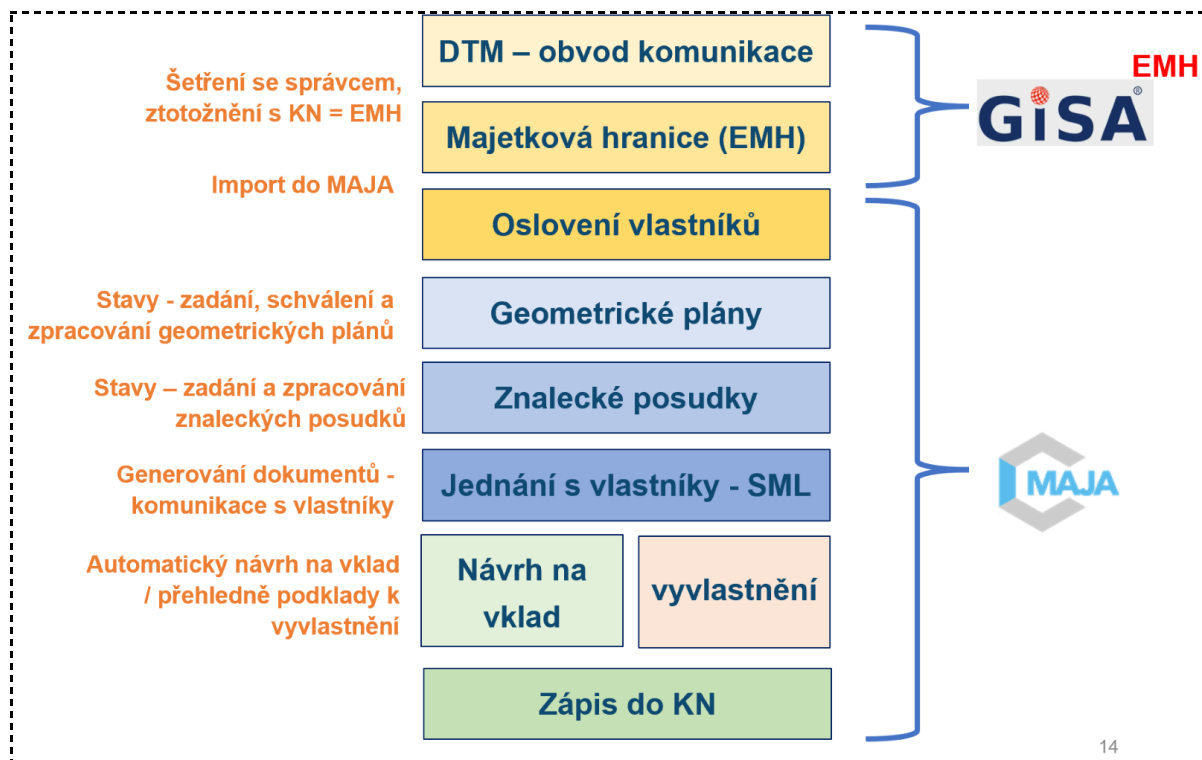 DTM – obvod komunikace
EMH
Šetření se správcem,
ztotožnění s KN = EMH
GiSA®
Majetková hranice (EMH)
Import do MAJA
Oslovení vlastníků
Stavy - zadání, schválení a
zpracování geometrických plánů
Geometrické plány
Stavy – zadání a zpracování
znaleckých posudků
Znalecké posudky
Generování dokumentů -
komunikace s vlastníky
Jednání s vlastníky - SML
MAJA
Automatický návrh na vklad
/ přehledně podklady k
vyvlastnění
Návrh na
vklad
vyvlastnění
Zápis do KN
14